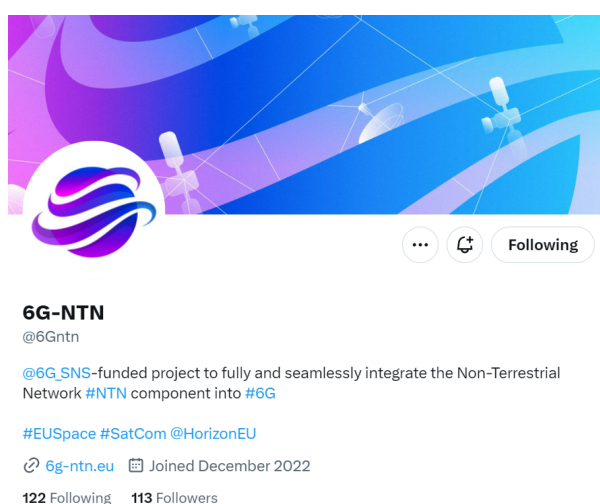 Following
6G-NTN
@6Gntn
@6G_SNS-funded project to fully and seamlessly integrate the Non-Terrestrial
Network #NTN component into #6G
#EUSpace #SatCom @HorizonEU
6g-ntn.eu Joined December 2022
122 Following 113 Followers